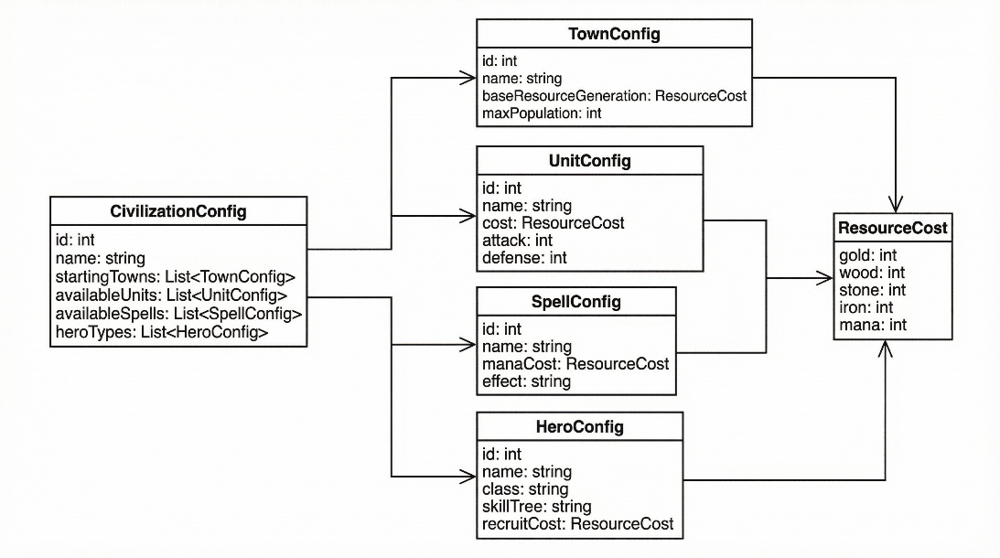 TownConfig
id: int
name: string
baseResourceGeneration: ResourceCost
maxPopulation: int
UnitConfig
id: int
name: string
cost: ResourceCost
attack: int
defense: int
CivilizationConfig
id: int
name: string
startingTowns: List<TownConfig>
availableUnits: List<UnitConfig>
availableSpells: List<SpellConfig>
heroTypes: List<HeroConfig>
ResourceCost
gold: int
wood: int
stone: int
iron: int
mana: int
SpellConfig
id: int
name: string
manaCost: ResourceCost
effect: string
HeroConfig
id: int
name: string
class: string
skillTree: string
recruitCost: ResourceCost